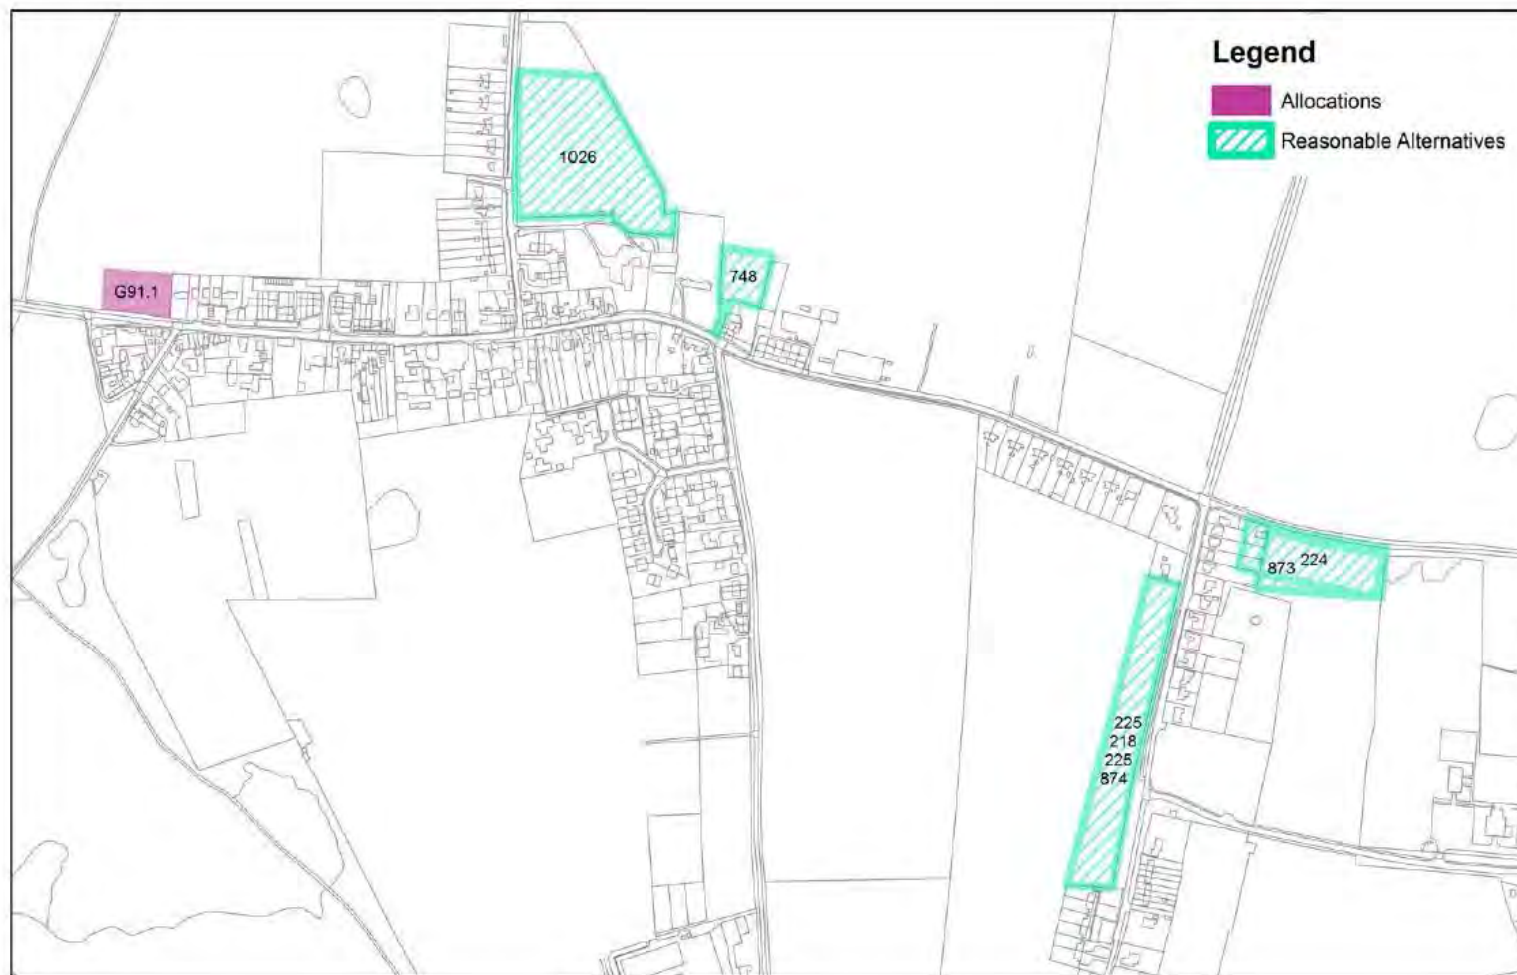 Legend
Allocations
Reasonable Alternatives
1026
748
G91.1
224
873
225
218
225
874